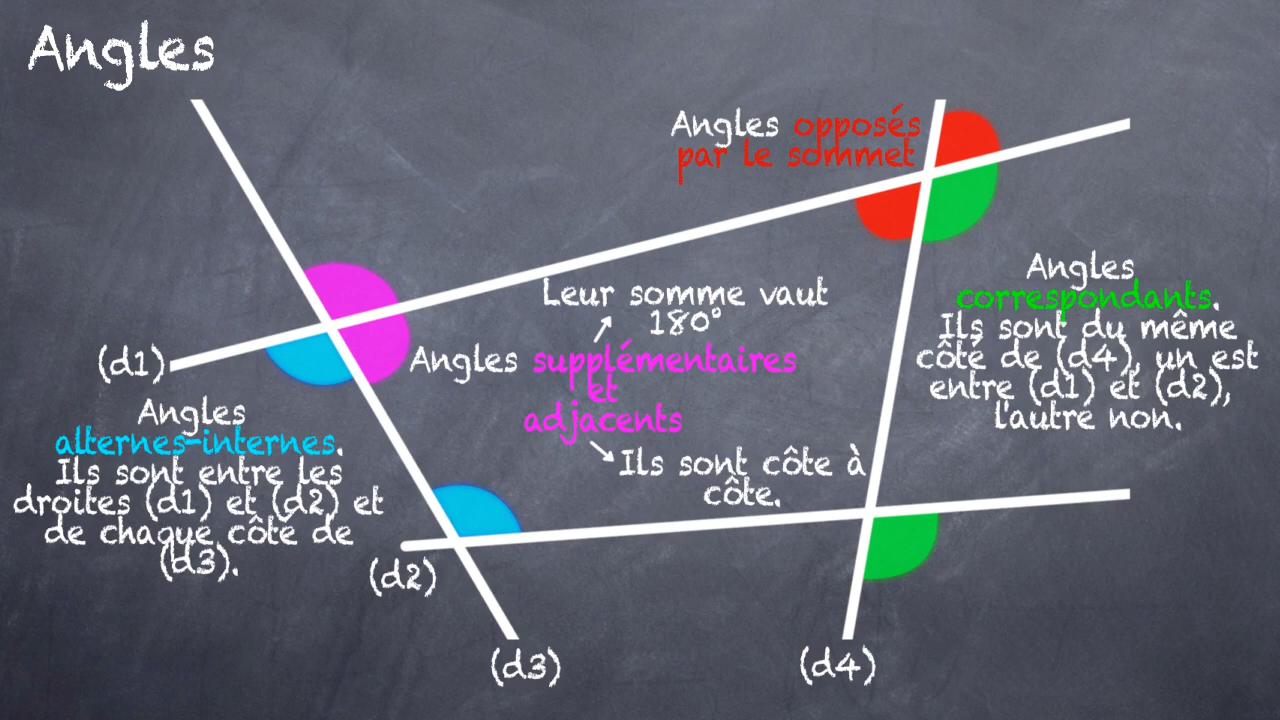 Angles
Angles opposés
par le sommet
Leur somme vaut
180°
Angles supplémentaires
et
adjacents
Ils sont côte à
côte.
Angles
correspondants.
Ils sont du même
côté de (d4), un est
entre (d1) et (d2),
l'autre non.
(d1)
Angles
alternes-internes.
Ils sont entre les
droites (d1) et (d2) et
de chaque côté de
(d3).
(d2)
(d3)
(d4)